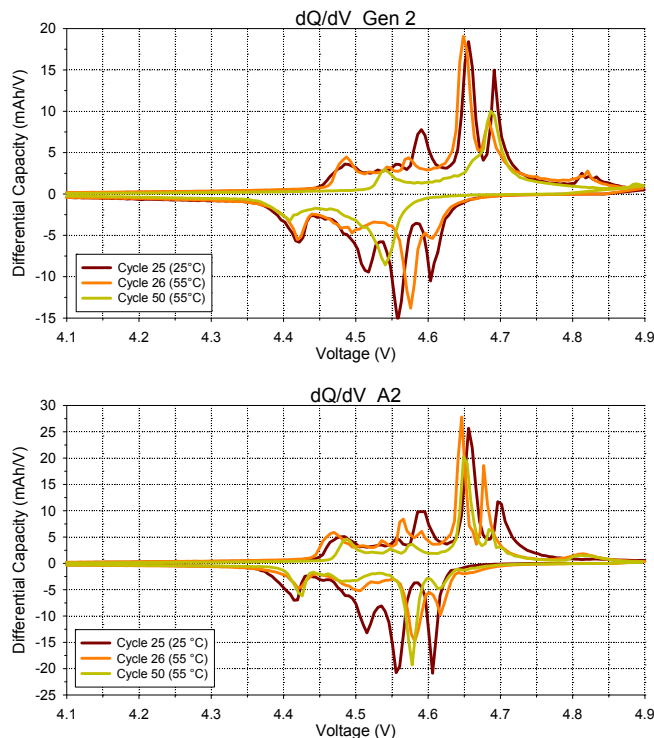 dQ/dV Gen 2
Differential Capacity (mAh/V)
20
15
10
5
0
-5
-10
-15
Cycle 25 (25°C)
Cycle 26 (55°C)
Cycle 50 (55°C)
4.1 4.2 4.3 4.4 4.5 4.6 4.7 4.8 4.9
Voltage (V)
dQ/dV A2
Differential Capacity (mAh/V)
30
25
20
15
10
5
0
-5
-10
-15
-20
-25
Cycle 25 (25 °C)
Cycle 26 (55 °C)
Cycle 50 (55 °C)
4.1 4.2 4.3 4.4 4.5 4.6 4.7 4.8 4.9
Voltage (V)